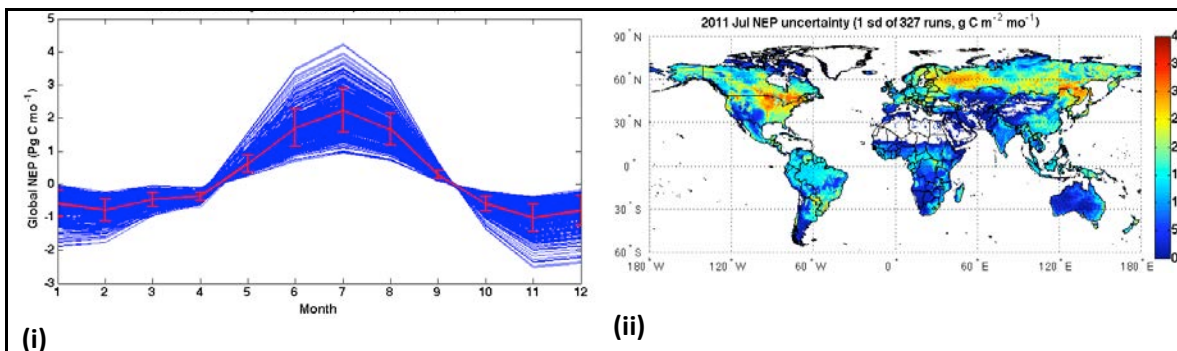 5
4
3
2
1
0
-1
-2
-3
Global NEP (Pg C mo⁻¹)
1 2 3 4 5 6 7 8 9 10 11 12
Month
(i)
2011 Jul NEP uncertainty (1 sd of 327 runs, g C m⁻² mo⁻¹)
90° N
60° N
30° N
0°
30° S
60° S
180° W 120° W 60° W 0° 60° E 120° E 180° E
(ii)